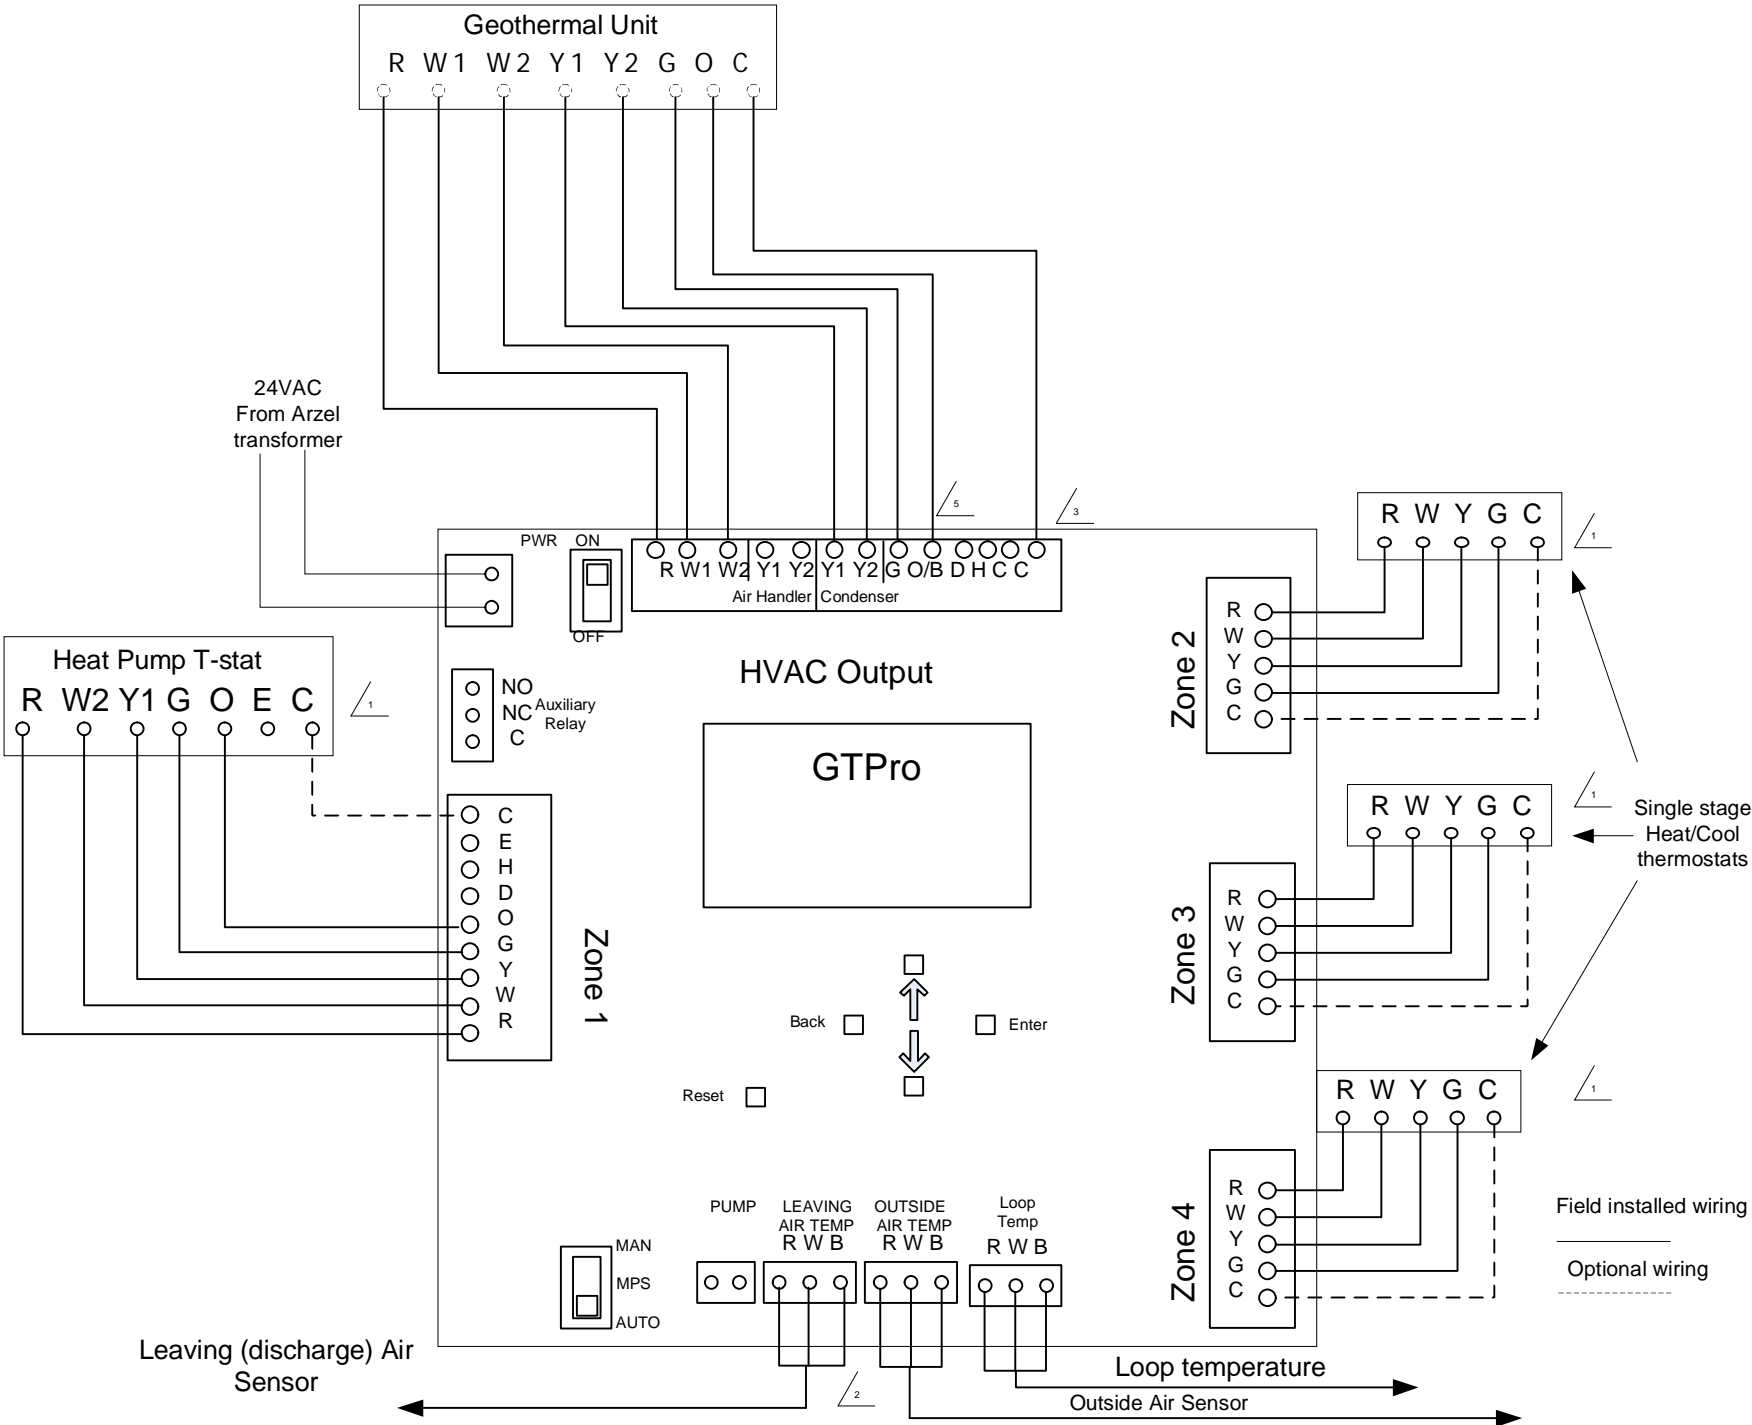 Geothermal Unit
R W1 W2 Y1 Y2 G O C
24VAC
From Arzel
transformer
5
3
PWR ON
OFF
R W1 W2 Y1 Y2 Y1 Y2 G O/B D H C C
Air Handler Condenser
HVAC Output
R W Y G C
1
Heat Pump T-stat
R W2 Y1 G O E C
1
NO
NC
C
Auxiliary
Relay
GTPro
Zone 2
R
W
Y
G
C
C
E
H
D
O
G
Y
W
R
Zone 1
R W Y G C
1
Single stage
Heat/Cool
thermostats
Zone 3
R
W
Y
G
C
Back
Enter
Reset
R W Y G C
1
Zone 4
R
W
Y
G
C
Field installed wiring
Optional wiring
MAN
MPS
AUTO
PUMP
LEAVING
AIR TEMP
R W B
OUTSIDE
AIR TEMP
R W B
Loop
Temp
R W B
Leaving (discharge) Air
Sensor
2
Loop temperature
Outside Air Sensor